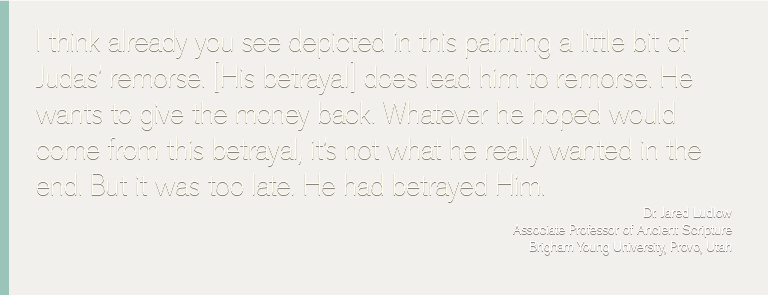 I think already you see depicted in this painting a little bit of
Judas' remorse. [His betrayal] does lead him to remorse. He
wants to give the money back. Whatever he hoped would
come from this betrayal, it's not what he really wanted in the
end. But it was too late. He had betrayed Him.
Dr. Jared Ludlow
Associate Professor of Ancient Scripture
Brigham Young University, Provo, Utah